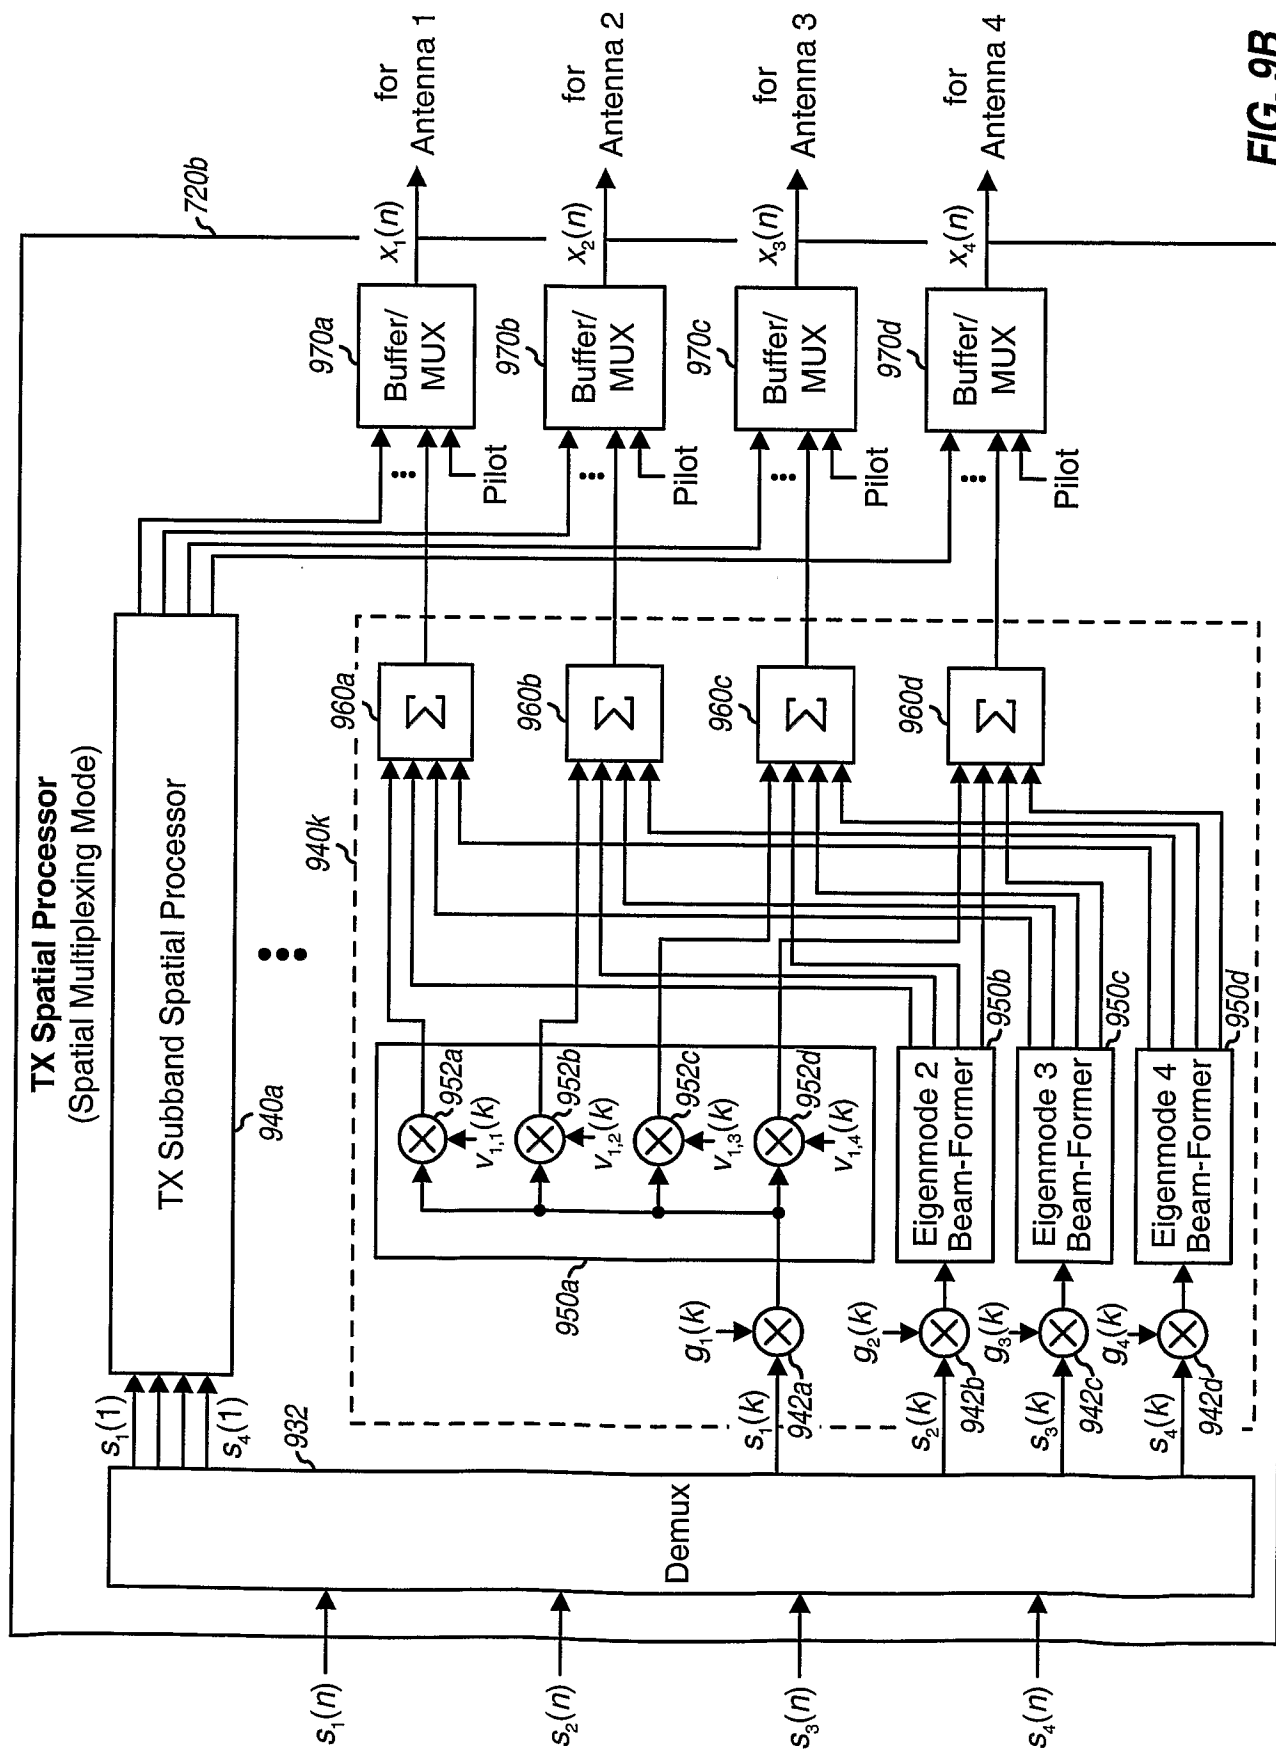 TX Spatial Processor
(Spatial Multiplexing Mode)
720b
TX Subband Spatial Processor
940a
s1(1)
s4(1)
932
Demux
s1(n)
s2(n)
s3(n)
s4(n)
940k
s1(k)
g1(k)
942a
s2(k)
g2(k)
942b
s3(k)
g3(k)
942c
s4(k)
g4(k)
942d
950a
952a
v1,1(k)
952b
v1,2(k)
952c
v1,3(k)
952d
v1,4(k)
Eigenmode 2
Beam-Former
950b
Eigenmode 3
Beam-Former
950c
Eigenmode 4
Beam-Former
950d
960a
Σ
960b
Σ
960c
Σ
960d
Σ
970a
Buffer/
MUX
Pilot
x1(n)
for
Antenna 1
970b
Buffer/
MUX
Pilot
x2(n)
for
Antenna 2
970c
Buffer/
MUX
Pilot
x3(n)
for
Antenna 3
970d
Buffer/
MUX
Pilot
x4(n)
for
Antenna 4
FIG. 9B